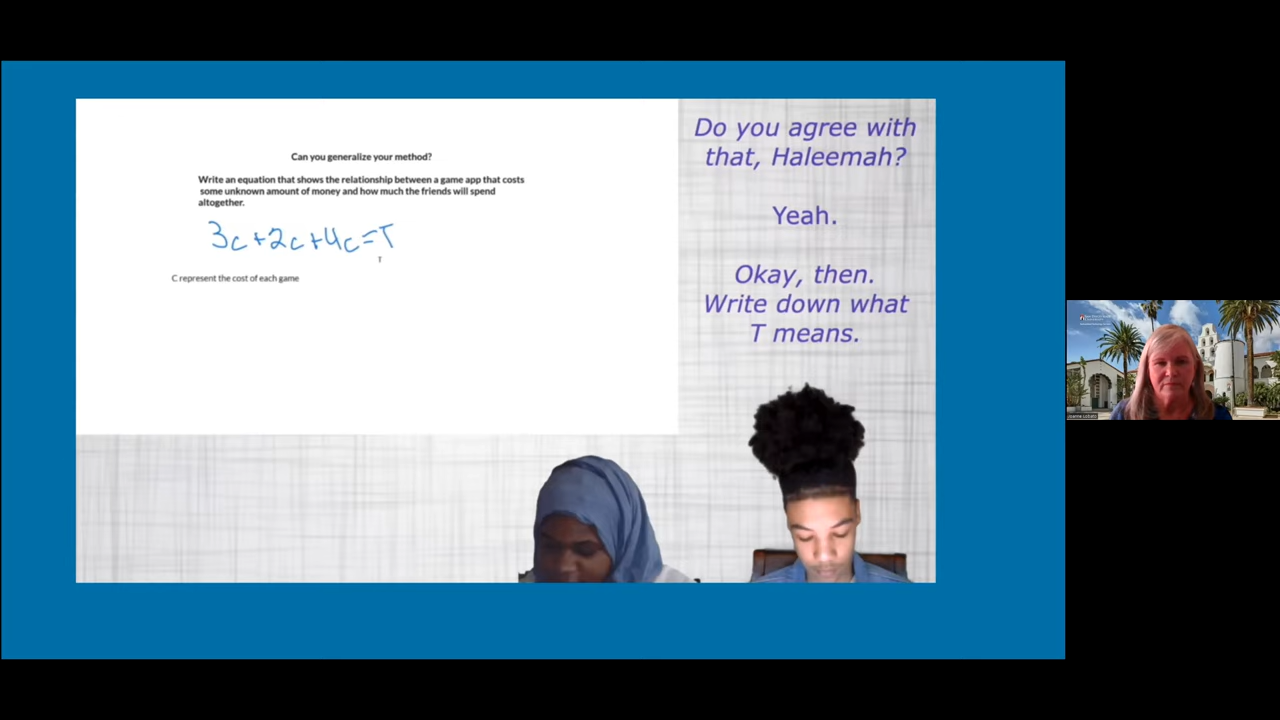 Can you generalize your method?
Write an equation that shows the relationship between a game app that costs
some unknown amount of money and how much the friends will spend
altogether.
3c+2c+4c=T
T
C represent the cost of each game
Do you agree with
that, Haleemah?
Yeah.
Okay, then.
Write down what
T means.
Joanne Lobato